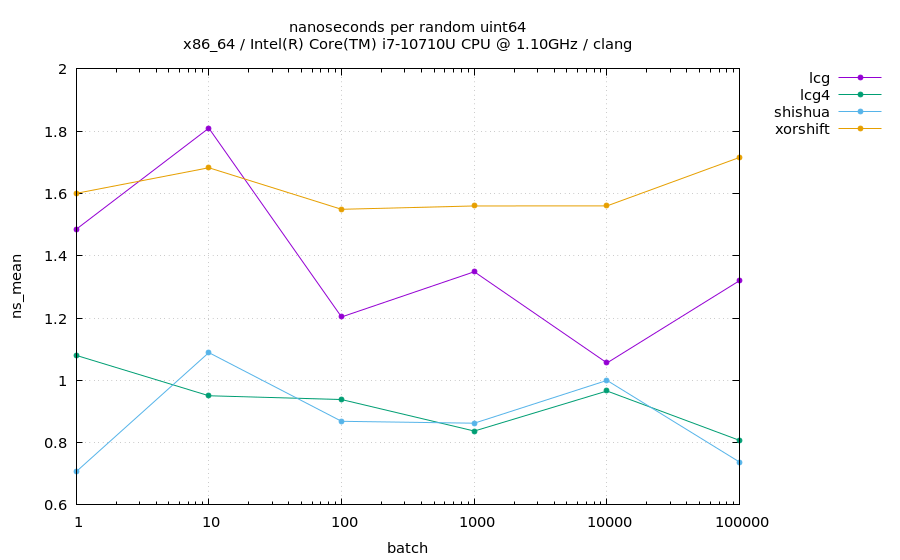 nanoseconds per random uint64
x86_64 / Intel(R) Core(TM) i7-10710U CPU @ 1.10GHz / clang
lcg
lcg4
shishua
xorshift
ns_mean
2
1.8
1.6
1.4
1.2
1
0.8
0.6
1 10 100 1000 10000 100000
batch